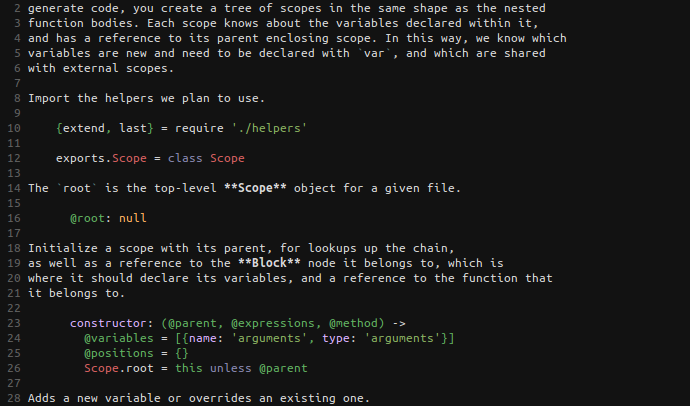 2 generate code, you create a tree of scopes in the same shape as the nested
3 function bodies. Each scope knows about the variables declared within it,
4 and has a reference to its parent enclosing scope. In this way, we know which
5 variables are new and need to be declared with `var`, and which are shared
6 with external scopes.
7
8 Import the helpers we plan to use.
9
10     {extend, last} = require './helpers'
11
12     exports.Scope = class Scope
13
14 The `root` is the top-level **Scope** object for a given file.
15
16       @root: null
17
18 Initialize a scope with its parent, for lookups up the chain,
19 as well as a reference to the **Block** node it belongs to, which is
20 where it should declare its variables, and a reference to the function that
21 it belongs to.
22
23       constructor: (@parent, @expressions, @method) ->
24         @variables = [{name: 'arguments', type: 'arguments'}]
25         @positions = {}
26         Scope.root = this unless @parent
27
28 Adds a new variable or overrides an existing one.